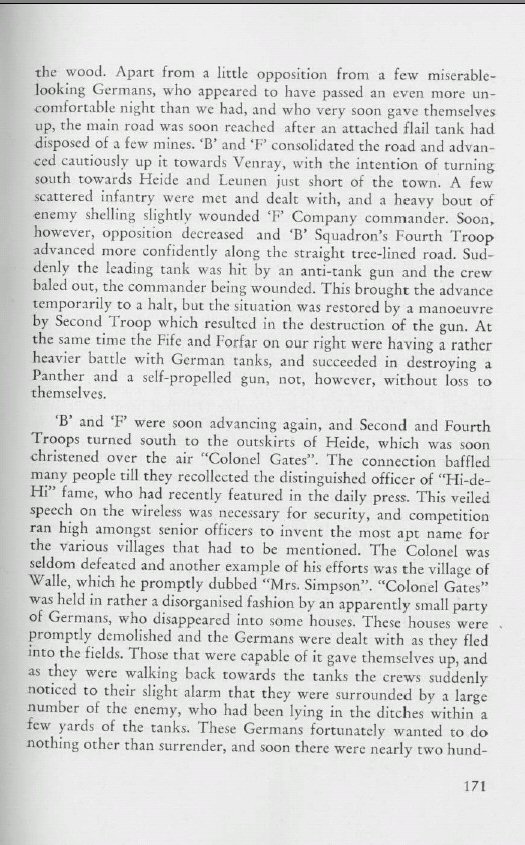 the wood. Apart from a little opposition from a few miserable-
looking Germans, who appeared to have passed an even more un-
comfortable night than we had, and who very soon gave themselves
up, the main road was soon reached after an attached flail tank had
disposed of a few mines. 'B' and 'F' consolidated the road and advan-
ced cautiously up it towards Venray, with the intention of turning
south towards Heide and Leunen just short of the town. A few
scattered infantry were met and dealt with, and a heavy bout of
enemy shelling slightly wounded 'F' Company commander. Soon,
however, opposition decreased and 'B' Squadron's Fourth Troop
advanced more confidently along the straight tree-lined road. Sud-
denly the leading tank was hit by an anti-tank gun and the crew
baled out, the commander being wounded. This brought the advance
temporarily to a halt, but the situation was restored by a manoeuvre
by Second Troop which resulted in the destruction of the gun. At
the same time the Fife and Forfar on our right were having a rather
heavier battle with German tanks, and succeeded in destroying a
Panther and a self-propelled gun, not, however, without loss to
themselves.
'B' and 'F' were soon advancing again, and Second and Fourth
Troops turned south to the outskirts of Heide, which was soon
christened over the air "Colonel Gates". The connection baffled
many people till they recollected the distinguished officer of "Hi-de-
Hi" fame, who had recently featured in the daily press. This veiled
speech on the wireless was necessary for security, and competition
ran high amongst senior officers to invent the most apt name for
the various villages that had to be mentioned. The Colonel was
seldom defeated and another example of his efforts was the village of
Walle, which he promptly dubbed "Mrs. Simpson". "Colonel Gates"
was held in rather a disorganised fashion by an apparently small party
of Germans, who disappeared into some houses. These houses were
promptly demolished and the Germans were dealt with as they fled
into the fields. Those that were capable of it gave themselves up, and
as they were walking back towards the tanks the crews suddenly
noticed to their slight alarm that they were surrounded by a large
number of the enemy, who had been lying in the ditches within a
few yards of the tanks. These Germans fortunately wanted to do
nothing other than surrender, and soon there were nearly two hund-
171